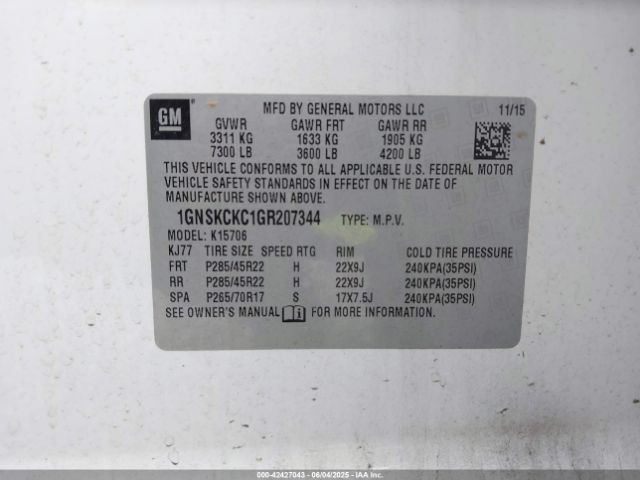 GM
MFD BY GENERAL MOTORS LLC 11/15
GVWR GAWR FRT GAWR RR
3311 KG 1633 KG 1905 KG
7300 LB 3600 LB 4200 LB
THIS VEHICLE CONFORMS TO ALL APPLICABLE U.S. FEDERAL MOTOR
VEHICLE SAFETY STANDARDS IN EFFECT ON THE DATE OF
MANUFACTURE SHOWN ABOVE.
1GNSKCKC1GR207344 TYPE: M.P.V.
MODEL: K15706
KJ77 TIRE SIZE SPEED RTG RIM COLD TIRE PRESSURE
FRT P285/45R22 H 22X9J 240KPA(35PSI)
RR P285/45R22 H 22X9J 240KPA(35PSI)
SPA P265/70R17 S 17X7.5J 240KPA(35PSI)
SEE OWNER'S MANUAL FOR MORE INFORMATION.
000-42427043 06/04/2025 IAAI.COM